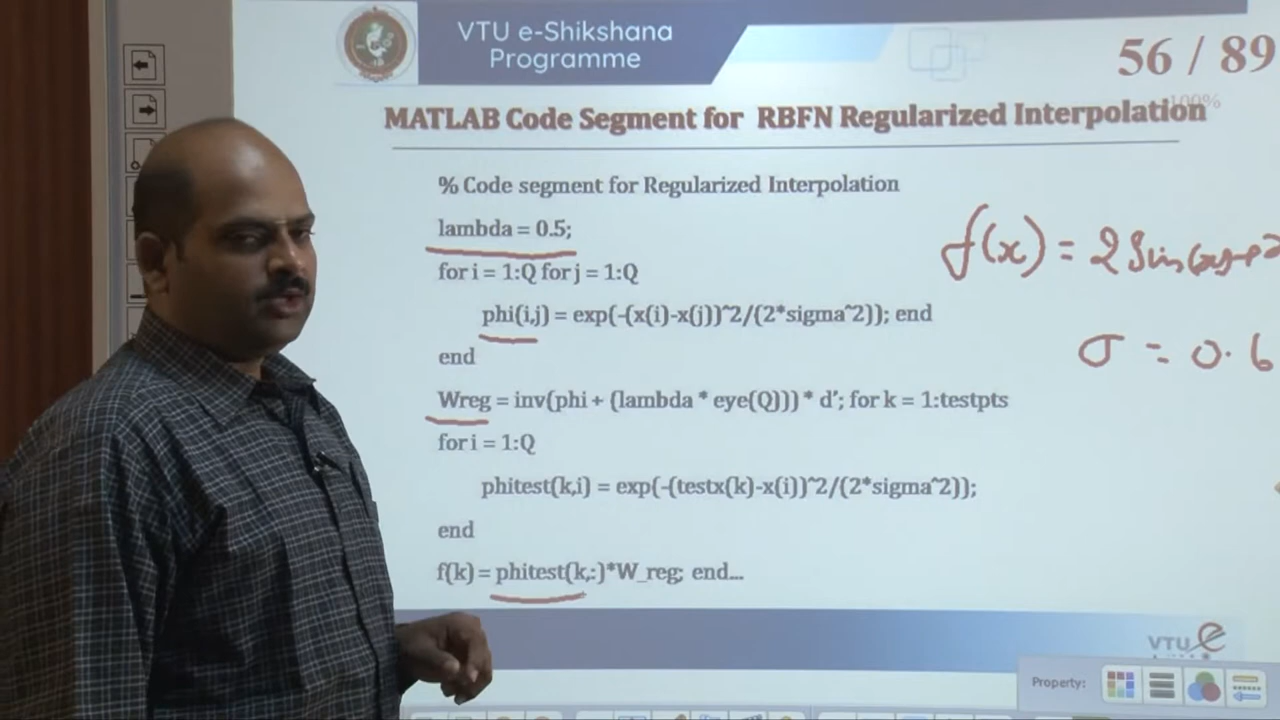 VTU e-Shikshana
Programme
56 / 89
100%
MATLAB Code Segment for RBFN Regularized Interpolation
% Code segment for Regularized Interpolation
lambda = 0.5;
for i = 1:Q for j = 1:Q
phi(i,j) = exp(-(x(i)-x(j))^2/(2*sigma^2)); end
end
Wreg = inv(phi + (lambda * eye(Q))) * d'; for k = 1:testpts
for i = 1:Q
phitest(k,i) = exp(-(testx(k)-x(i))^2/(2*sigma^2));
end
f(k) = phitest(k,:)*W_reg; end...
f(x) = 2 Sin
σ = 0.6
VTU e
Property: